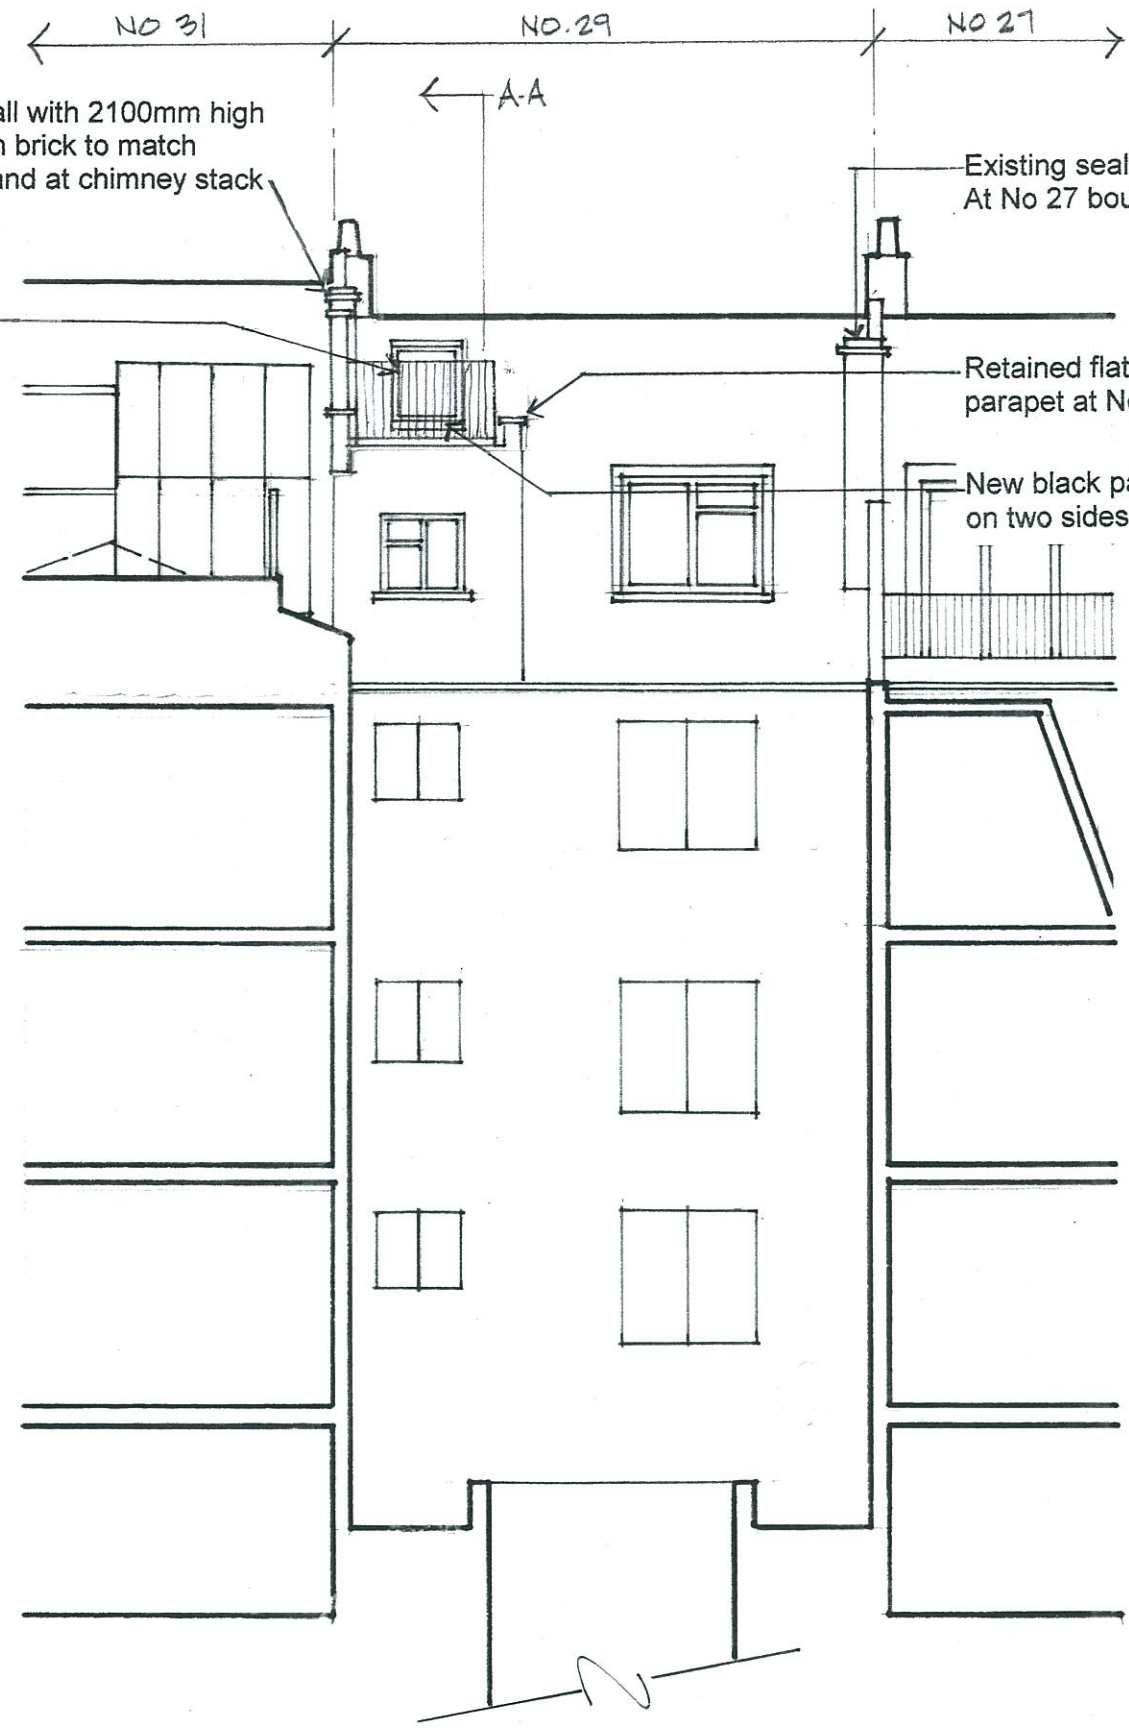 NO 31
NO.29
NO 27
A-A
all with 2100mm high
brick to match
and at chimney stack
Existing seal
At No 27 bou
Retained flat
parapet at No
New black pa
on two sides